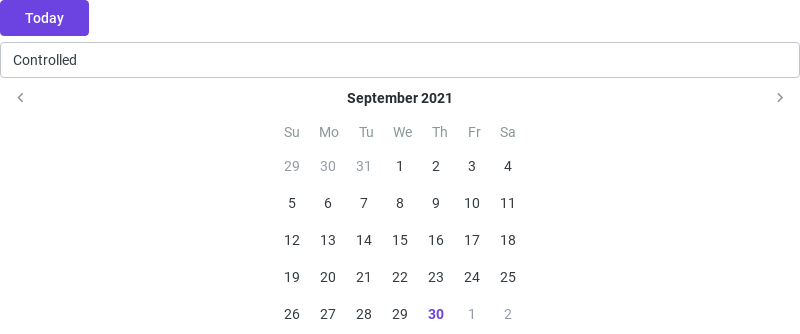 Today
Controlled
September 2021
Su Mo Tu We Th Fr Sa
29 30 31 1 2 3 4
5 6 7 8 9 10 11
12 13 14 15 16 17 18
19 20 21 22 23 24 25
26 27 28 29 30 1 2